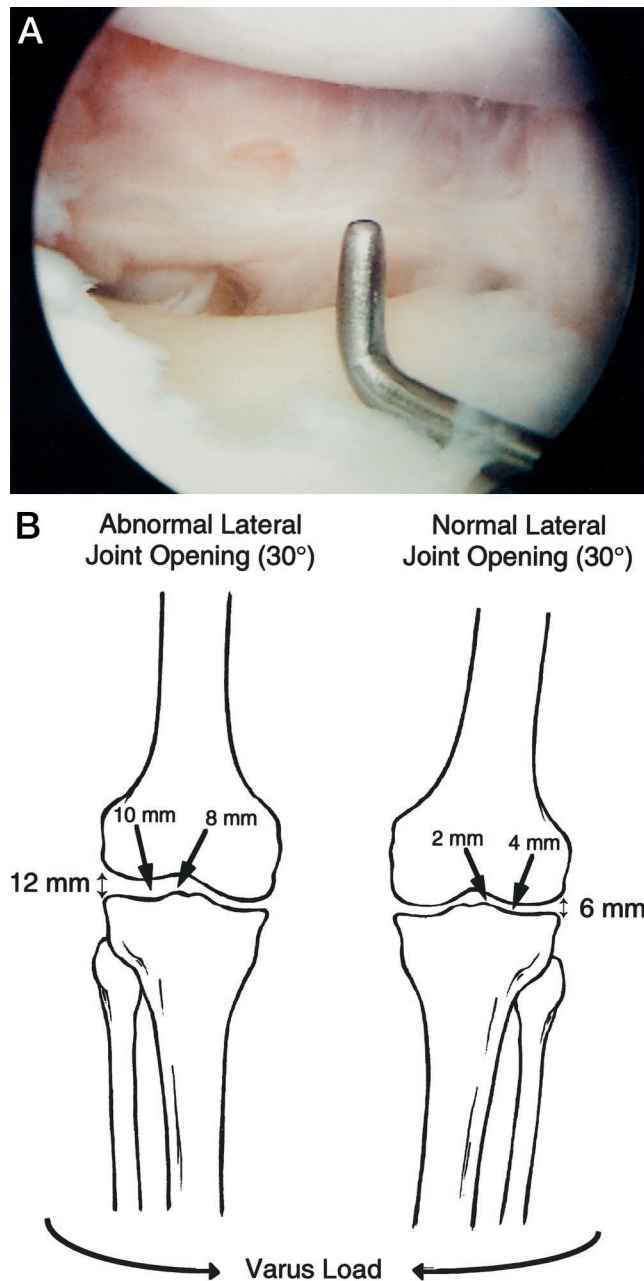 A
B
Abnormal Lateral
Joint Opening (30°)
Normal Lateral
Joint Opening (30°)
10 mm
8 mm
12 mm
2 mm
4 mm
6 mm
Varus Load